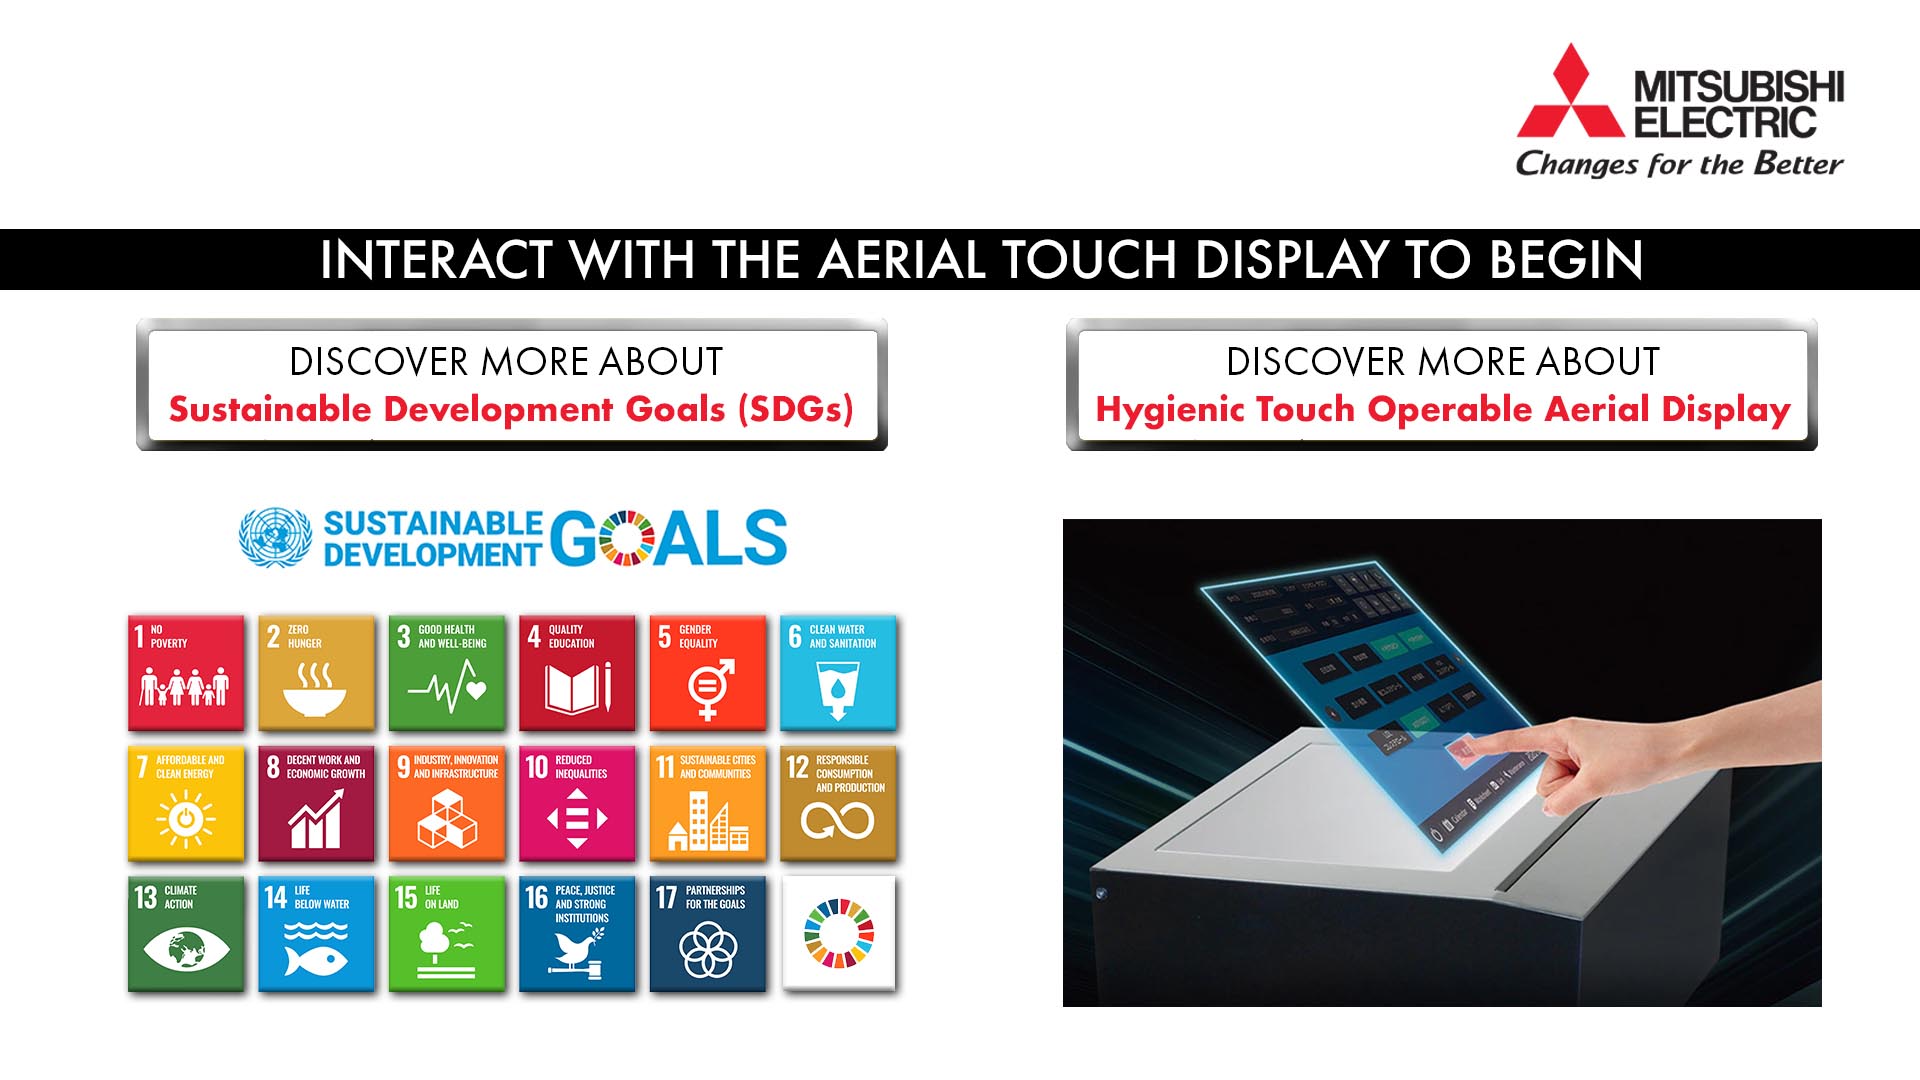 MITSUBISHI
ELECTRIC
Changes for the Better
INTERACT WITH THE AERIAL TOUCH DISPLAY TO BEGIN
DISCOVER MORE ABOUT
Sustainable Development Goals (SDGs)
DISCOVER MORE ABOUT
Hygienic Touch Operable Aerial Display
SUSTAINABLE
DEVELOPMENT
GOALS
1 NO
POVERTY
2 ZERO
HUNGER
3 GOOD HEALTH
AND WELL-BEING
4 QUALITY
EDUCATION
5 GENDER
EQUALITY
6 CLEAN WATER
AND SANITATION
7 AFFORDABLE AND
CLEAN ENERGY
8 DECENT WORK AND
ECONOMIC GROWTH
9 INDUSTRY, INNOVATION
AND INFRASTRUCTURE
10 REDUCED
INEQUALITIES
11 SUSTAINABLE CITIES
AND COMMUNITIES
12 RESPONSIBLE
CONSUMPTION
AND PRODUCTION
13 CLIMATE
ACTION
14 LIFE
BELOW WATER
15 LIFE
ON LAND
16 PEACE, JUSTICE
AND STRONG
INSTITUTIONS
17 PARTNERSHIPS
FOR THE GOALS
Calendar